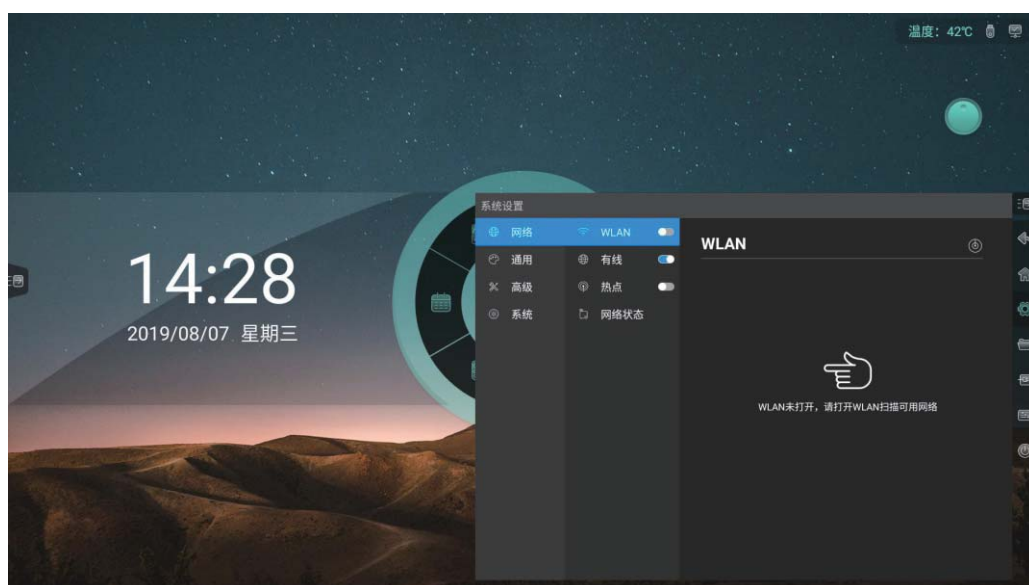 温度：42℃
系统设置
网络
WLAN
WLAN
通用
有线
14:28
高级
热点
系统
网络状态
2019/08/07 星期三
WLAN未打开，请打开WLAN扫描可用网络